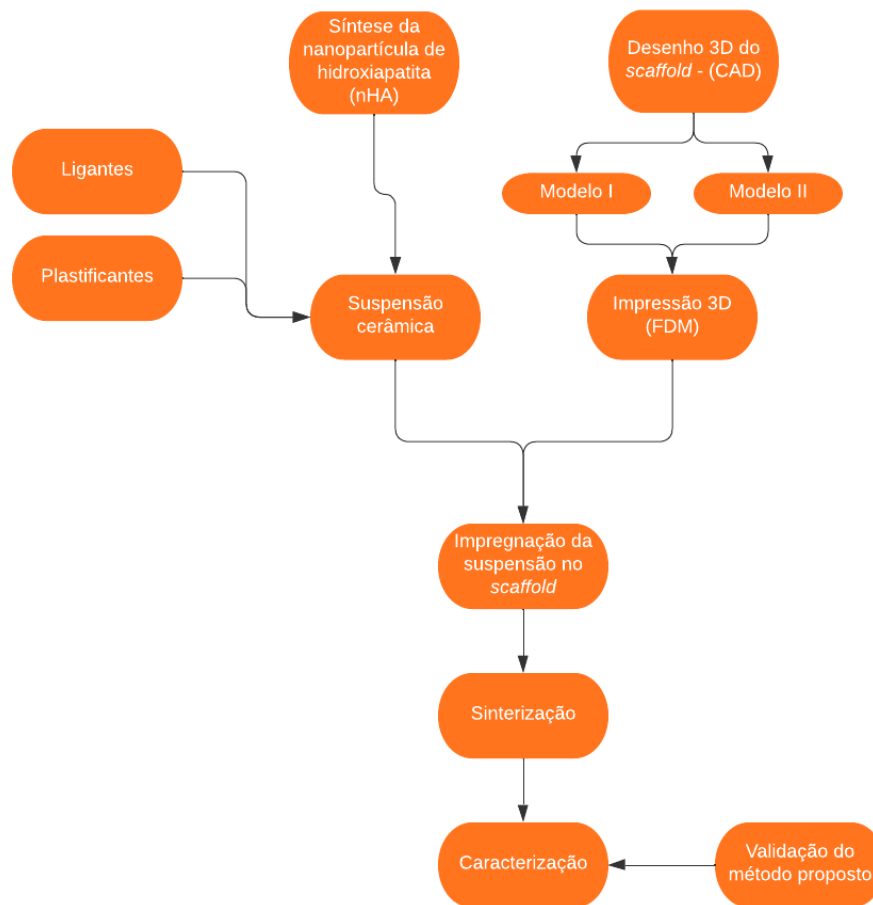 Síntese da
nanopartícula de
hidroxiapatita
(nHA)
Desenho 3D do
scaffold - (CAD)
Ligantes
Modelo I
Modelo II
Plastificantes
Suspensão
cerâmica
Impressão 3D
(FDM)
Impregnação da
suspensão no
scaffold
Sinterização
Caracterização
Validação do
método proposto